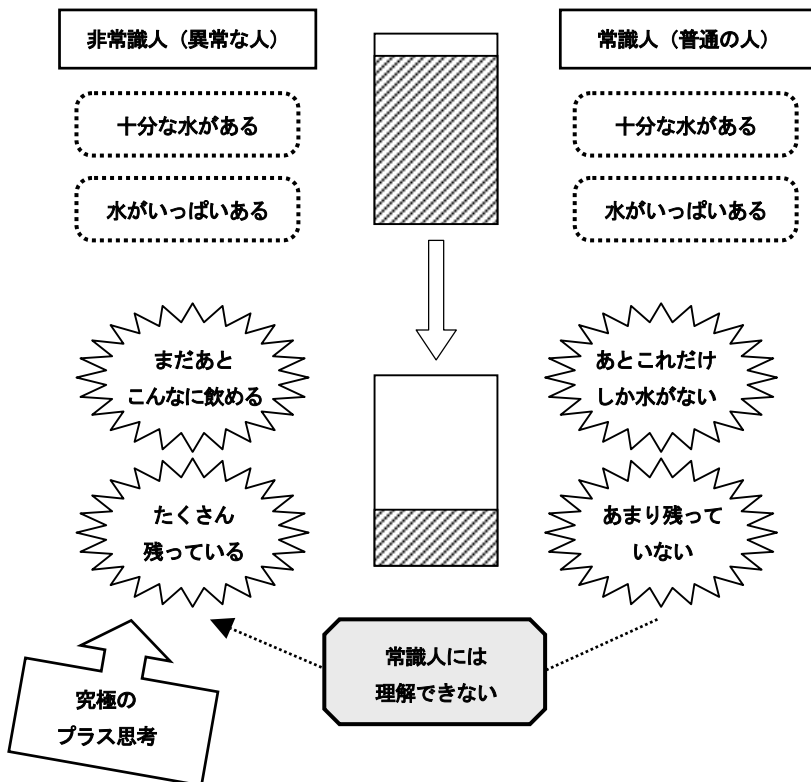 非常識人（異常な人）
常識人（普通の人）
十分な水がある
十分な水がある
水がいっぱいある
水がいっぱいある
まだあと
こんなに飲める
あとこれだけ
しか水がない
たくさん
残っている
あまり残って
いない
常識人には
理解できない
究極の
プラス思考